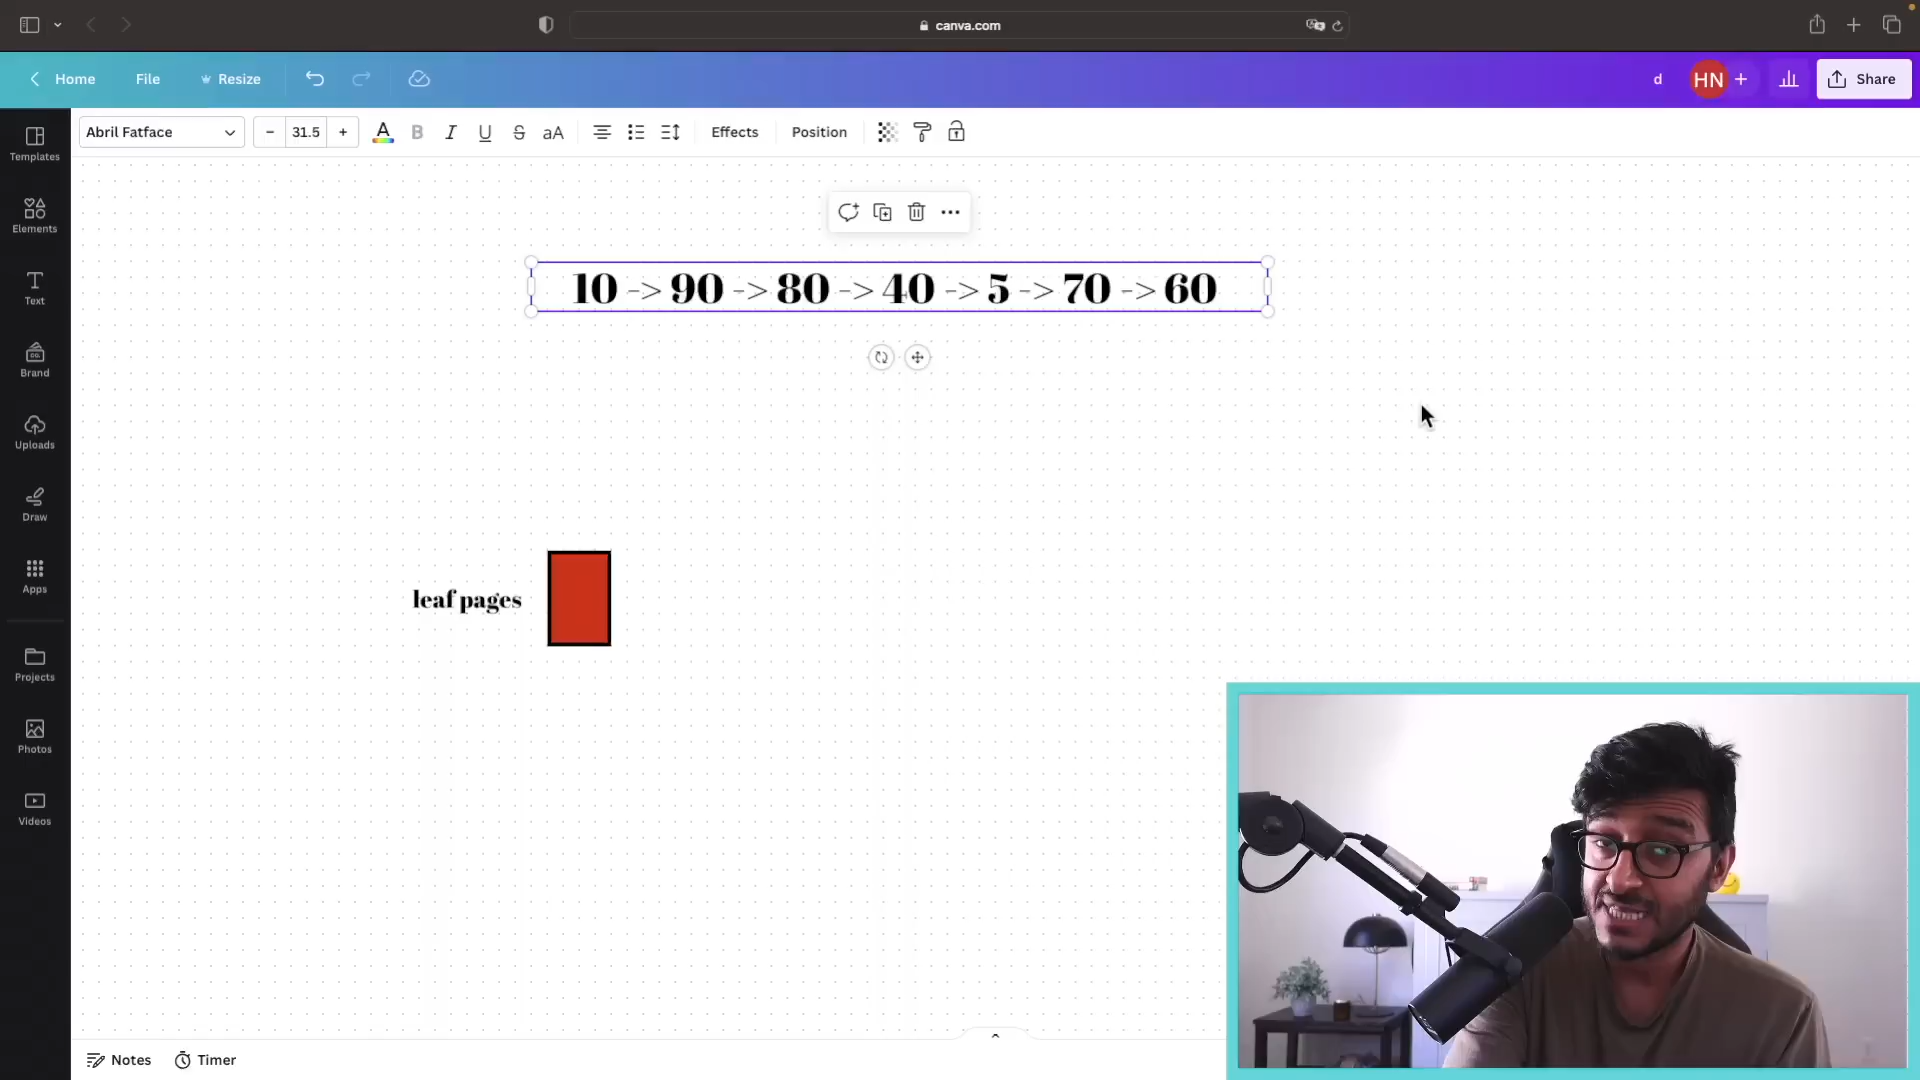 canva.com
Home File Resize d HN + Share
Abril Fatface - 31.5 + A B I U S aA Effects Position
Templates
Elements
Text
Brand
Uploads
Draw
Apps
Projects
Photos
Videos
10 -> 90 -> 80 -> 40 -> 5 -> 70 -> 60
leaf pages
Notes Timer